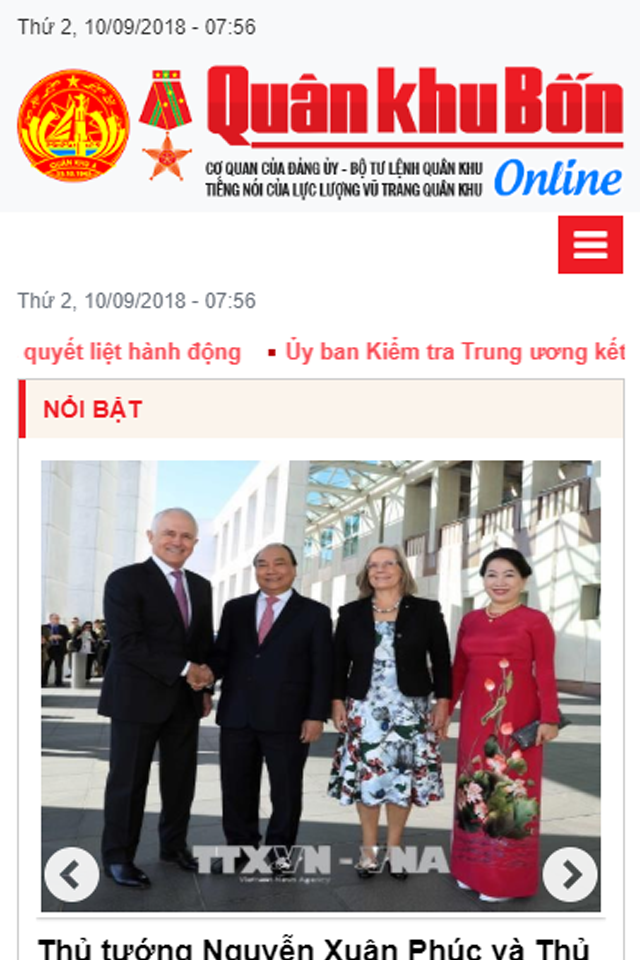 Thứ 2, 10/09/2018 - 07:56
Quân khu Bốn
CƠ QUAN CỦA ĐẢNG ỦY - BỘ TƯ LỆNH QUÂN KHU
TIẾNG NÓI CỦA LỰC LƯỢNG VŨ TRANG QUÂN KHU
Online
QUÂN KHU 4
Thứ 2, 10/09/2018 - 07:56
quyết liệt hành động ▪ Ủy ban Kiểm tra Trung ương kết
NỔI BẬT
TTXVN - VNA
Vietnam News Agency
Thủ tướng Nguyễn Xuân Phúc và Thủ